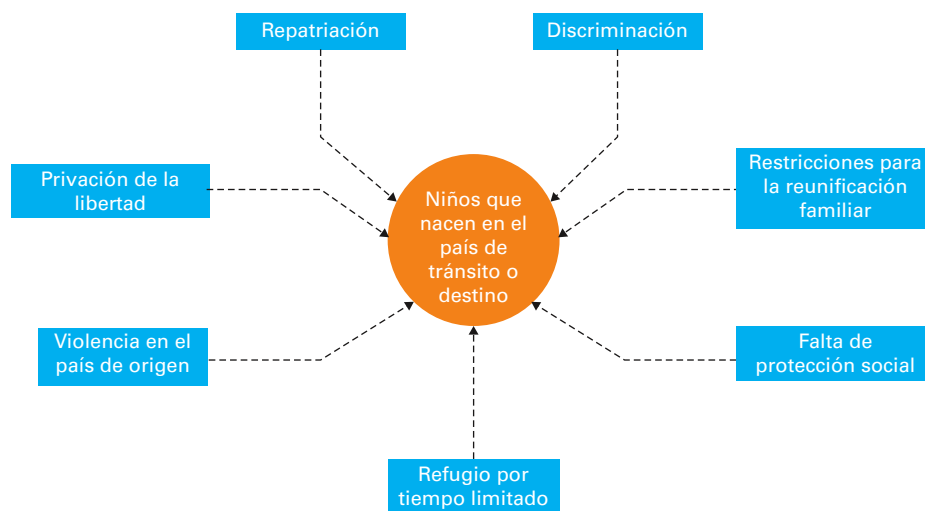 Repatriación
Discriminación
Privación de la
libertad
Niños que
nacen en el
país de
tránsito o
destino
Restricciones para
la reunificación
familiar
Violencia en el
país de origen
Falta de
protección social
Refugio por
tiempo limitado